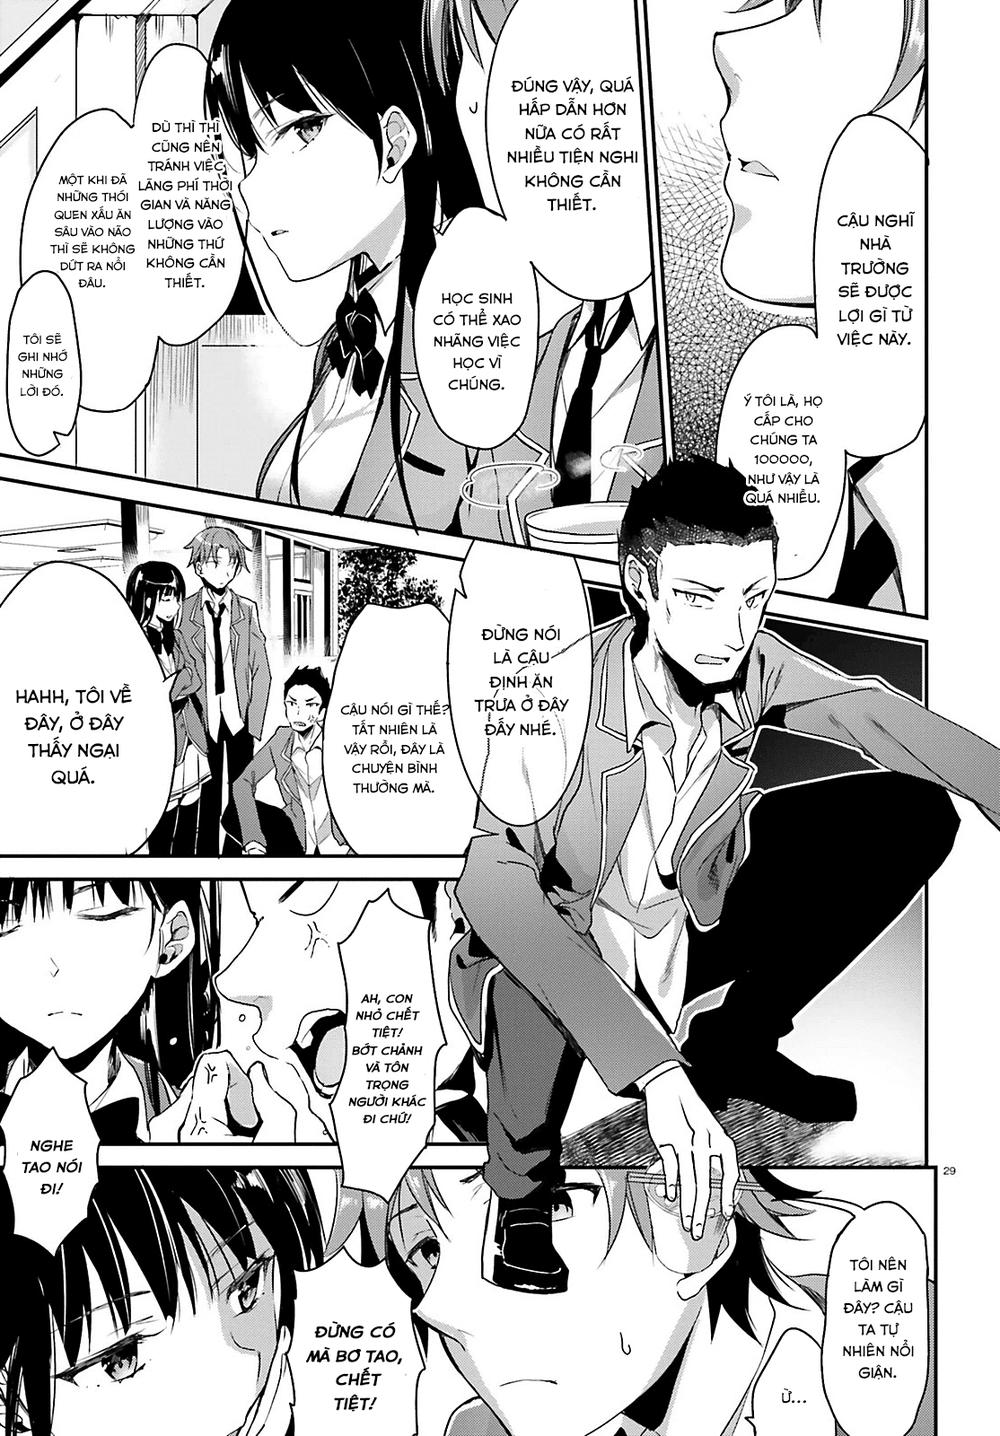 CẬU NGHĨ
NHÀ
TRƯỜNG
SẼ ĐƯỢC
LỢI GÌ TỪ
VIỆC NÀY.
Ý TÔI LÀ, HỌ
CẤP CHO
CHÚNG TA
100000,
NHƯ VẬY LÀ
QUÁ NHIỀU.
ĐÚNG VẬY, QUÁ
HẤP DẪN HƠN
NỮA CÓ RẤT
NHIỀU TIỆN NGHI
KHÔNG CẦN
THIẾT.
HỌC SINH
CÓ THỂ XAO
NHÃNG VIỆC
HỌC VÌ
CHÚNG.
DÙ THÌ THÌ
CŨNG NÊN
TRÁNH VIỆC
LÃNG PHÍ THỜI
GIAN VÀ NĂNG
LƯỢNG VÀO
NHỮNG THỨ
KHÔNG CẦN
THIẾT.
MỘT KHI ĐÃ
NHỮNG THÓI
QUEN XẤU ĂN
SÂU VÀO NÃO
THÌ SẼ KHÔNG
DỨT RA NỔI
ĐÂU.
TÔI SẼ
GHI NHỚ
NHỮNG
LỜI ĐÓ.
ĐỪNG NÓI
LÀ CẬU
ĐỊNH ĂN
TRƯA Ở ĐÂY
ĐẤY NHÉ.
CẬU NÓI GÌ THẾ?
TẤT NHIÊN LÀ
VẬY RỒI, ĐÂY LÀ
CHUYỆN BÌNH
THƯỜNG MÀ.
HAHH, TÔI VỀ
ĐÂY, Ở ĐÂY
THẤY NGẠI
QUÁ.
AH, CON
NHỎ CHẾT
TIỆT!
BỚT CHẢNH
VÀ TÔN
TRỌNG
NGƯỜI KHÁC
ĐI CHỨ!
NGHE
TAO NÓI
ĐI!
29
TÔI NÊN
LÀM GÌ
ĐÂY? CẬU
TA TỰ
NHIÊN NỔI
GIẬN.
Ừ...
ĐỪNG CÓ
MÀ BƠ TAO,
CHẾT
TIỆT!